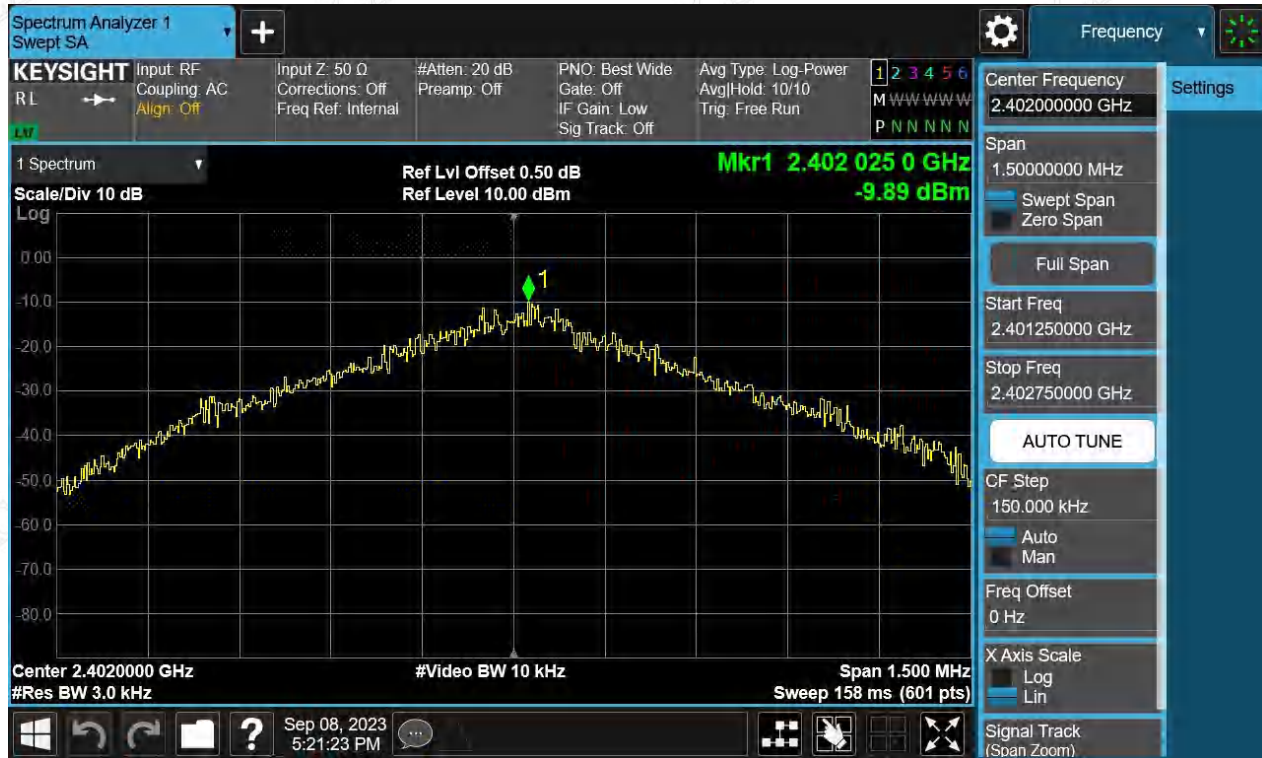 Spectrum Analyzer 1
Swept SA
Frequency
KEYSIGHT
RL
LXI
Input: RF
Coupling: AC
Align: Off
Input Z: 50 Ω
Corrections: Off
Freq Ref: Internal
#Atten: 20 dB
Preamp: Off
PNO: Best Wide
Gate: Off
IF Gain: Low
Sig Track: Off
Avg Type: Log-Power
Avg|Hold: 10/10
Trig: Free Run
1 2 3 4 5 6
M W W W W W
P N N N N N
1 Spectrum
Scale/Div 10 dB
Log
Ref Lvl Offset 0.50 dB
Ref Level 10.00 dBm
Mkr1 2.402 025 0 GHz
-9.89 dBm
1
0.00
-10.0
-20.0
-30.0
-40.0
-50.0
-60.0
-70.0
-80.0
Center 2.4020000 GHz
#Res BW 3.0 kHz
#Video BW 10 kHz
Span 1.500 MHz
Sweep 158 ms (601 pts)
Center Frequency
2.402000000 GHz
Settings
Span
1.50000000 MHz
Swept Span
Zero Span
Full Span
Start Freq
2.401250000 GHz
Stop Freq
2.402750000 GHz
AUTO TUNE
CF Step
150.000 kHz
Auto
Man
Freq Offset
0 Hz
X Axis Scale
Log
Lin
Signal Track
(Span Zoom)
?
Sep 08, 2023
5:21:23 PM